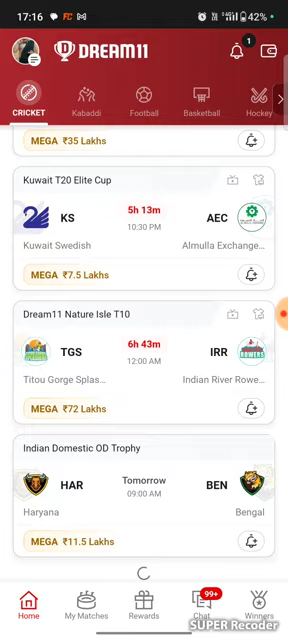 17:16 FC 42%
DREAM11 1
CRICKET Kabaddi Football Basketball Hockey
MEGA ₹35 Lakhs
Kuwait T20 Elite Cup
KS 5h 13m AEC
10:30 PM
Kuwait Swedish Almulla Exchange...
MEGA ₹7.5 Lakhs
Dream11 Nature Isle T10
TGS 6h 43m IRR
12:00 AM
Titou Gorge Splas... Indian River Rowe...
MEGA ₹72 Lakhs
Indian Domestic OD Trophy
HAR Tomorrow BEN
09:00 AM
Haryana Bengal
MEGA ₹11.5 Lakhs
99+
Home My Matches Rewards Chat Winners
SUPER Recorder